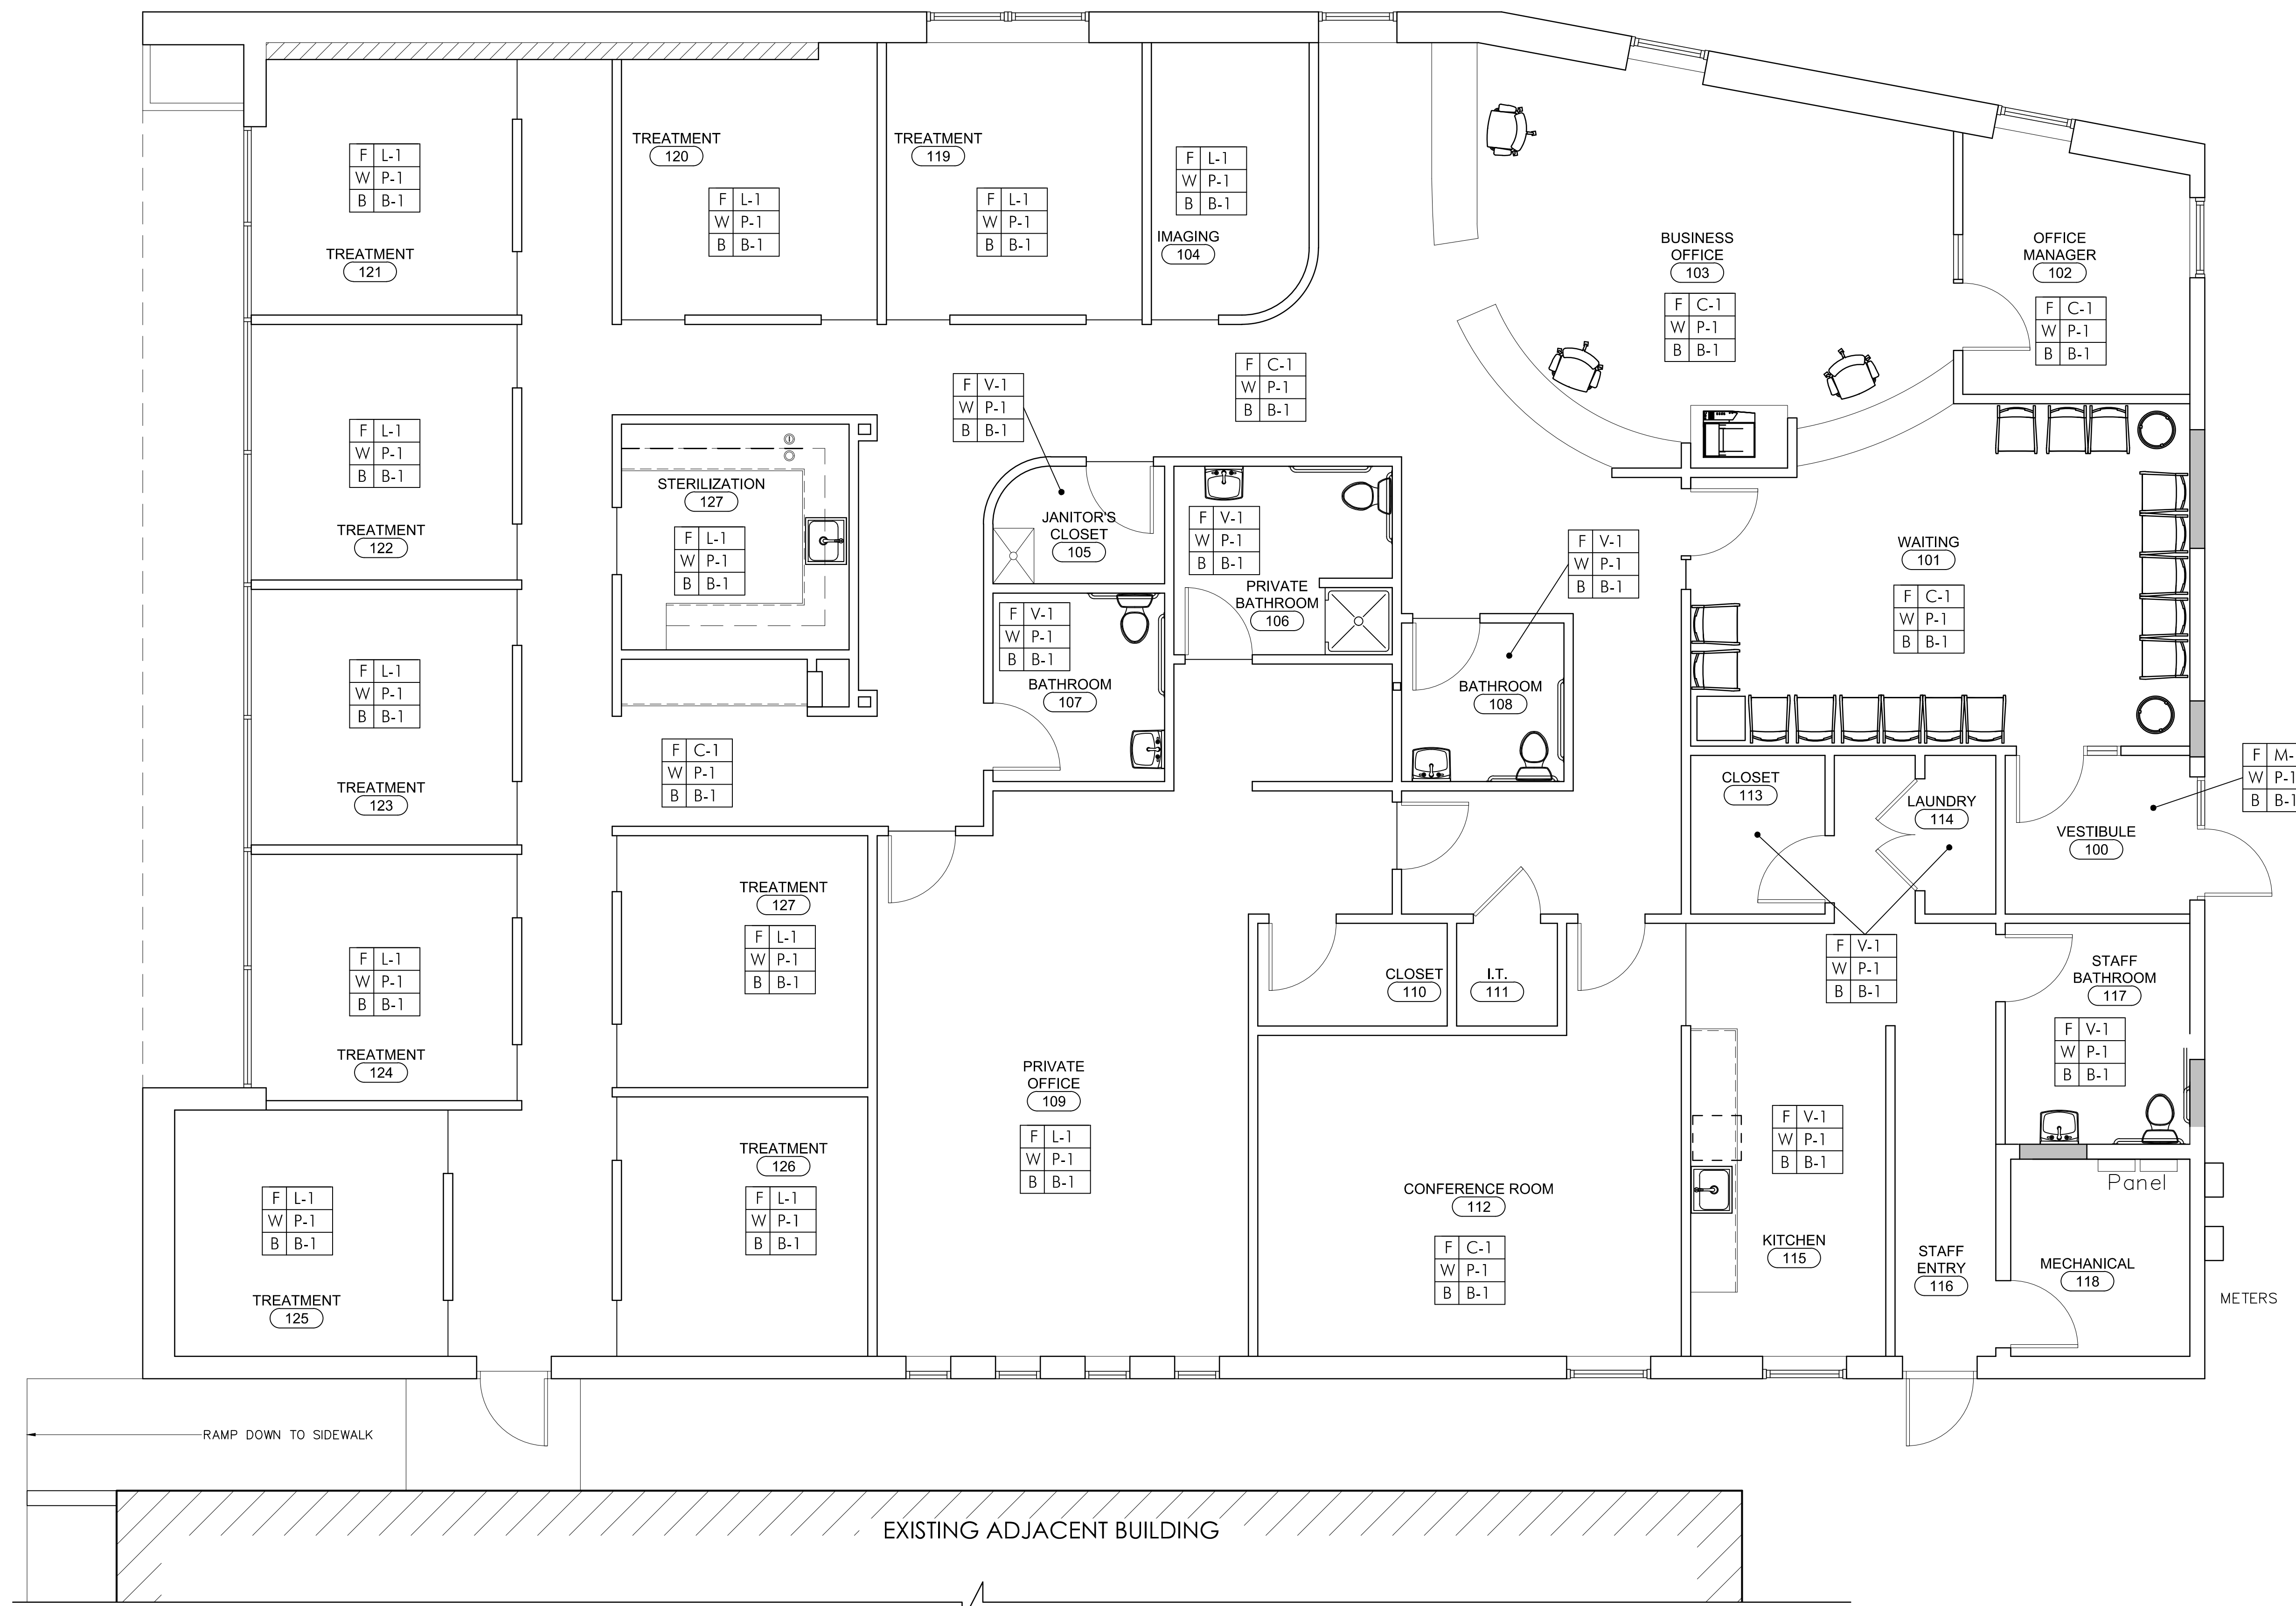 F L-1
W P-1
B B-1
TREATMENT
121
TREATMENT
120
F L-1
W P-1
B B-1
TREATMENT
119
F L-1
W P-1
B B-1
F L-1
W P-1
B B-1
IMAGING
104
BUSINESS
OFFICE
103
F C-1
W P-1
B B-1
OFFICE
MANAGER
102
F C-1
W P-1
B B-1
F L-1
W P-1
B B-1
TREATMENT
122
F V-1
W P-1
B B-1
F C-1
W P-1
B B-1
STERILIZATION
127
F L-1
W P-1
B B-1
JANITOR'S
CLOSET
105
F V-1
W P-1
B B-1
PRIVATE
BATHROOM
106
F V-1
W P-1
B B-1
WAITING
101
F C-1
W P-1
B B-1
F L-1
W P-1
B B-1
TREATMENT
123
F V-1
W P-1
B B-1
BATHROOM
107
BATHROOM
108
F C-1
W P-1
B B-1
CLOSET
113
LAUNDRY
114
VESTIBULE
100
F M-
W P-1
B B-1
F L-1
W P-1
B B-1
TREATMENT
124
TREATMENT
127
F L-1
W P-1
B B-1
CLOSET
110
I.T.
111
F V-1
W P-1
B B-1
STAFF
BATHROOM
117
F V-1
W P-1
B B-1
PRIVATE
OFFICE
109
F L-1
W P-1
B B-1
F L-1
W P-1
B B-1
TREATMENT
125
TREATMENT
126
F L-1
W P-1
B B-1
CONFERENCE ROOM
112
F C-1
W P-1
B B-1
F V-1
W P-1
B B-1
KITCHEN
115
STAFF
ENTRY
116
Panel
MECHANICAL
118
METERS
RAMP DOWN TO SIDEWALK
EXISTING ADJACENT BUILDING